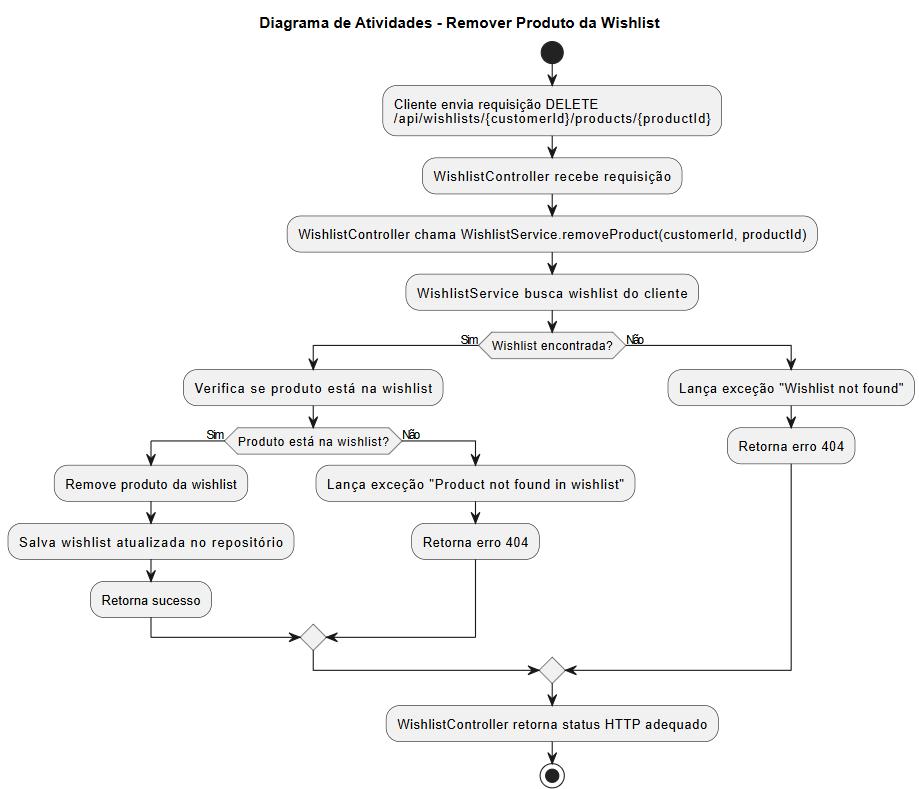 Diagrama de Atividades - Remover Produto da Wishlist
Cliente envia requisição DELETE
/api/wishlists/{customerId}/products/{productId}
WishlistController recebe requisição
WishlistController chama WishlistService.removeProduct(customerId, productId)
WishlistService busca wishlist do cliente
Sim
Wishlist encontrada?
Não
Verifica se produto está na wishlist
Lança exceção "Wishlist not found"
Sim
Produto está na wishlist?
Não
Retorna erro 404
Remove produto da wishlist
Lança exceção "Product not found in wishlist"
Salva wishlist atualizada no repositório
Retorna erro 404
Retorna sucesso
WishlistController retorna status HTTP adequado